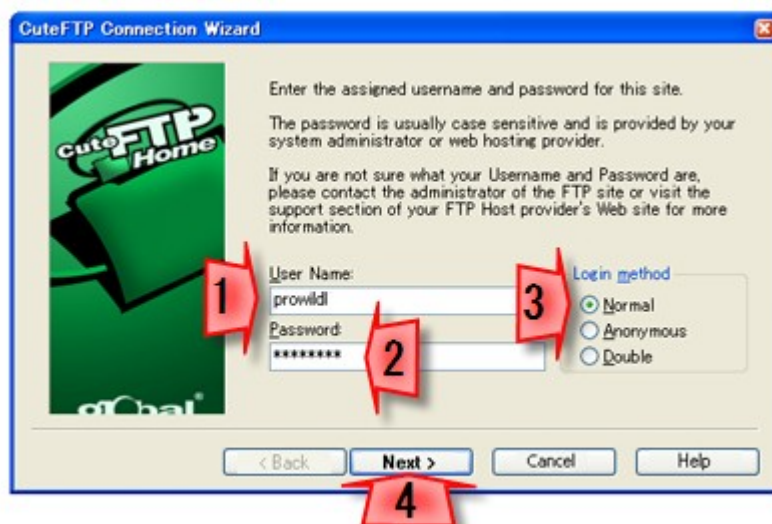 CuteFTP Connection Wizard
cute FTP
Home
Enter the assigned username and password for this site.
The password is usually case sensitive and is provided by your
system administrator or web hosting provider.
If you are not sure what your Username and Password are,
please contact the administrator of the FTP site or visit the
support section of your FTP Host provider's Web site for more
information.
1
User Name:
prowildl
Password:
********
2
3
Login method
Normal
Anonymous
Double
< Back
Next >
Cancel
Help
4